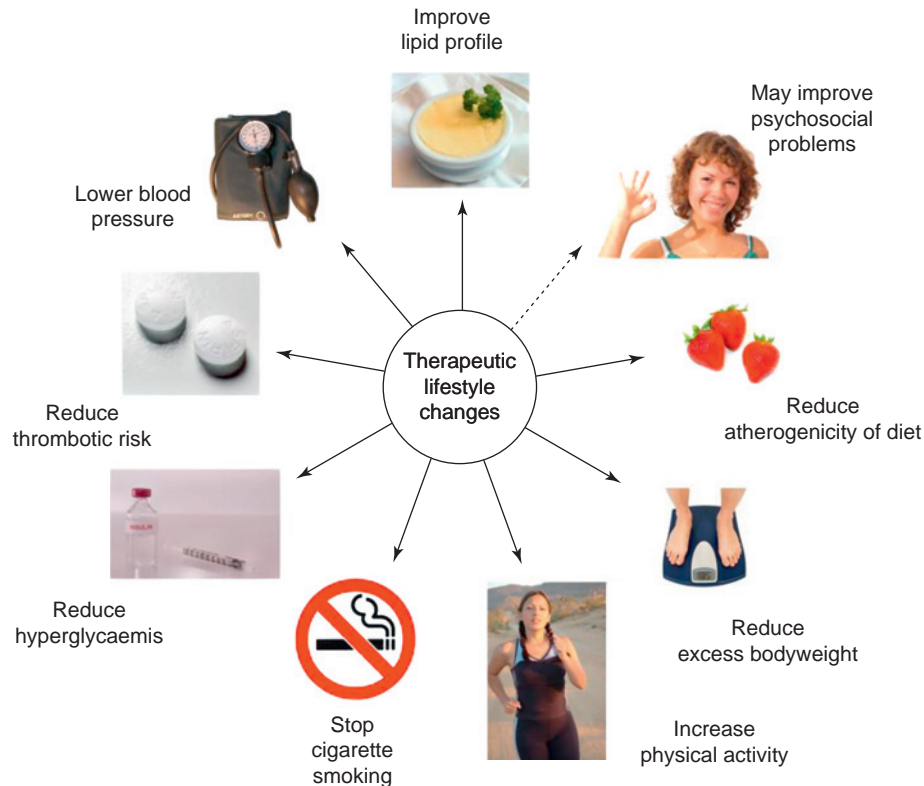 Improve
lipid profile
May improve
psychosocial
problems
Lower blood
pressure
Therapeutic
lifestyle
changes
Reduce
thrombotic risk
Reduce
atherogenicity of diet
INSULIN
Reduce
hyperglycaemis
Reduce
excess bodyweight
Stop
cigarette
smoking
Increase
physical activity